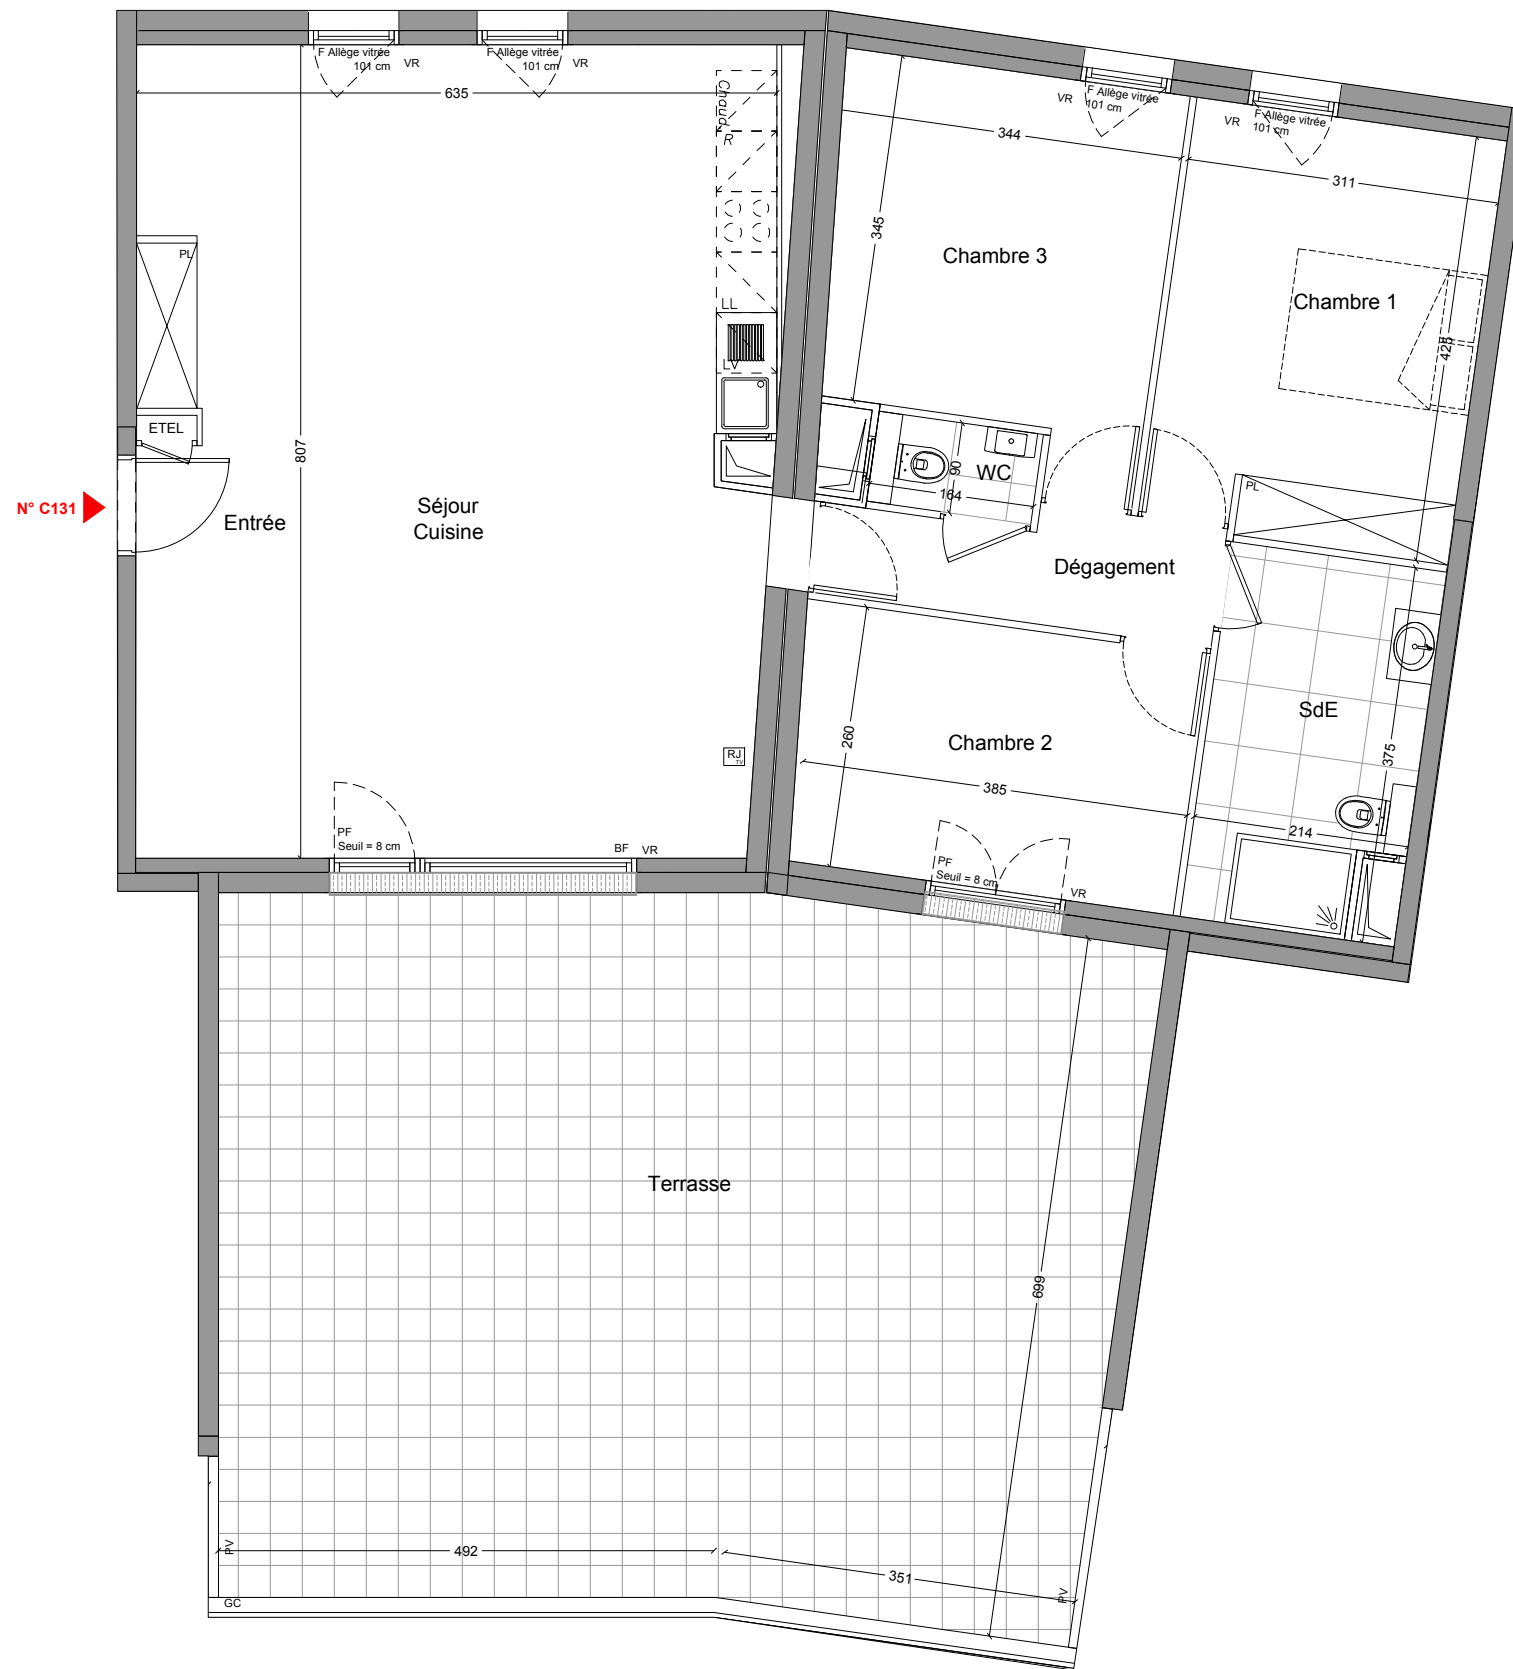 F Allège vitrée
101 cm
VR
F Allège vitrée
101 cm
VR
635
Chaud
R
VR
F Allège vitrée
101 cm
VR
F Allège vitrée
101 cm
344
311
345
Chambre 3
Chambre 1
425
PL
LL
LV
ETEL
807
N° C131
Entrée
Séjour
Cuisine
90
WC
164
PL
Dégagement
260
Chambre 2
385
SdE
375
214
RJ
TV
PF
Seuil = 8 cm
BF
VR
PF
Seuil = 8 cm
VR
Terrasse
699
492
351
PV
PV
GC